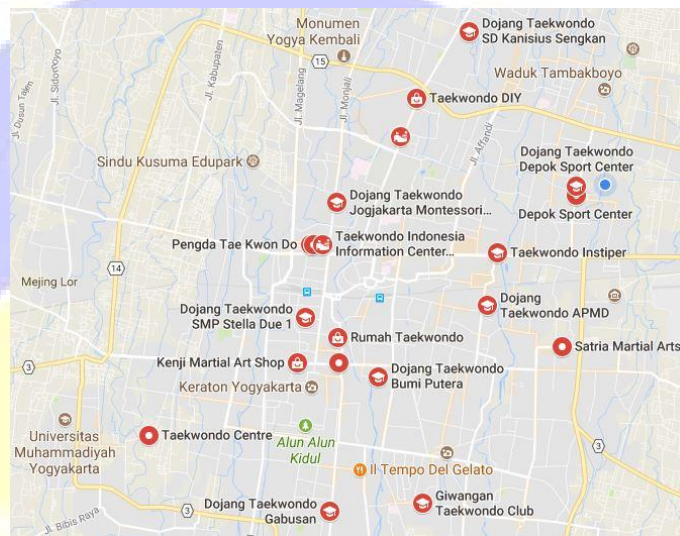 Dojang Taekwondo
SD Kanisius Sengkan
Monumen
Yogya Kembali
15
Waduk Tambakboyo
Jl. Sidomoyo
Jl. Kabupaten
Jl. Magelang
Jl. Monjali
Taekwondo DIY
Jl. Affandi
Sindu Kusuma Edupark
Dojang Taekwondo
Depok Sport Center
Dojang Taekwondo
Jogjakarta Montessori...
Depok Sport Center
Pengda Tae Kwon Do
Taekwondo Indonesia
Information Center...
Taekwondo Instiper
14
Mejing Lor
Dojang Taekwondo
SMP Stella Due 1
Dojang
Taekwondo APMD
Rumah Taekwondo
Satria Martial Arts
3
Kenji Martial Art Shop
Dojang Taekwondo
Bumi Putera
Keraton Yogyakarta
Universitas
Muhammadiyah
Yogyakarta
Taekwondo Centre
Alun Alun
Kidul
3
Il Tempo Del Gelato
Dojang Taekwondo
Gabusan
Giwangan
Taekwondo Club
3
Jl. Bibis Raya